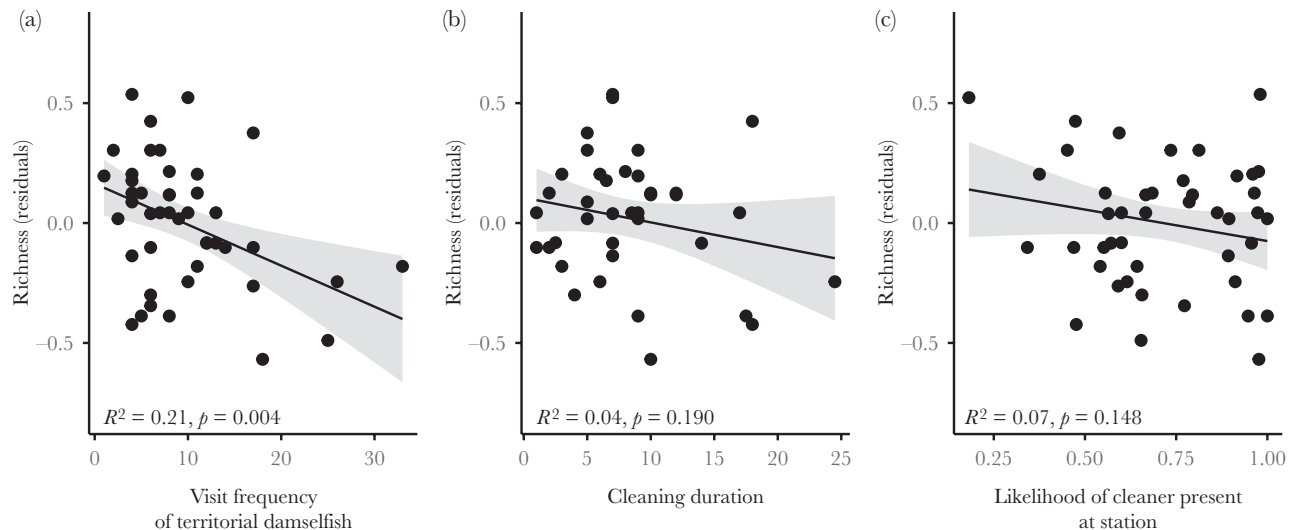 (a)
Richness (residuals)
0.5
0.0
−0.5
R² = 0.21, p = 0.004
0 10 20 30
Visit frequency
of territorial damselfish
(b)
Richness (residuals)
0.5
0.0
−0.5
R² = 0.04, p = 0.190
0 5 10 15 20 25
Cleaning duration
(c)
Richness (residuals)
0.5
0.0
−0.5
R² = 0.07, p = 0.148
0.25 0.50 0.75 1.00
Likelihood of cleaner present
at station